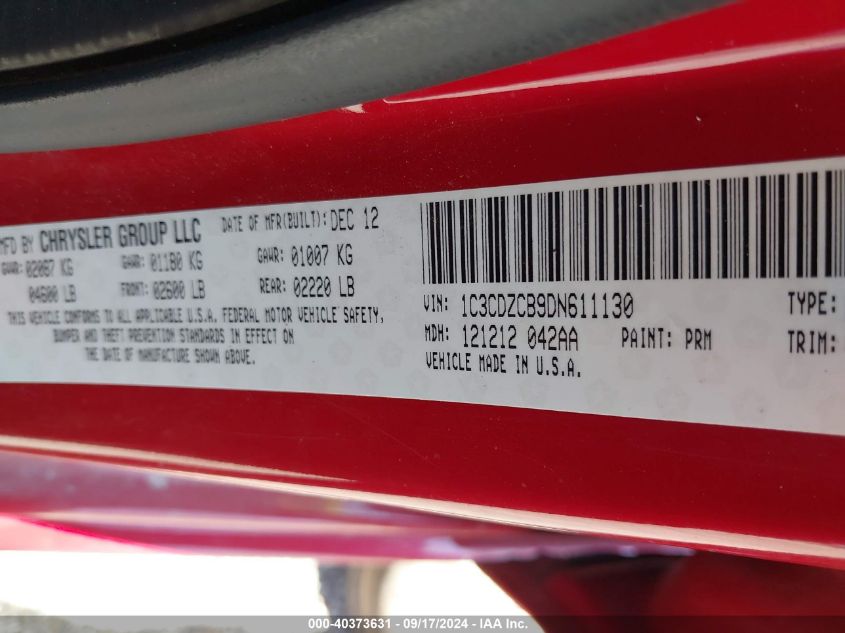 MFD BY CHRYSLER GROUP LLC DATE OF MFR(BUILT): DEC 12
GAWR: 01180 KG GAWR: 01007 KG
04600 LB FRONT: 02600 LB REAR: 02220 LB
THIS VEHICLE CONFORMS TO ALL APPLICABLE U.S.A. FEDERAL MOTOR VEHICLE SAFETY,
BUMPER AND THEFT PREVENTION STANDARDS IN EFFECT ON
THE DATE OF MANUFACTURE SHOWN ABOVE.
VIN: 1C3CDZCB9DN611130 TYPE:
MDH: 121212 042AA PAINT: PRM TRIM:
VEHICLE MADE IN U.S.A.
000-40373631 - 09/17/2024 - IAA Inc.